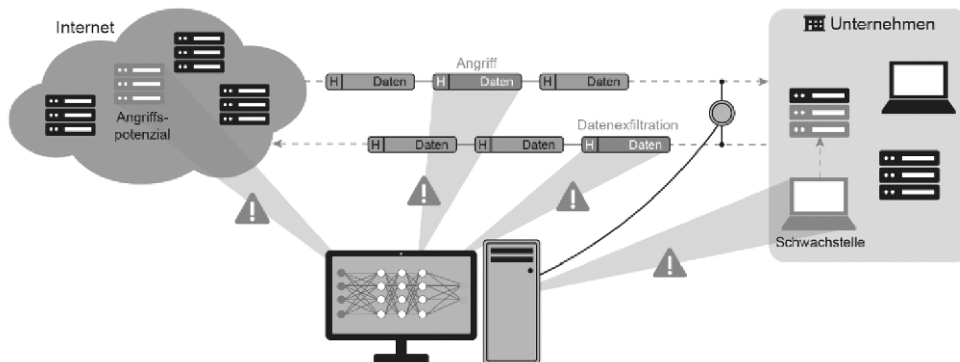 Internet
Unternehmen
Angriff
H Daten H Daten H Daten
Angriffs-
potenzial
Datenexfiltration
H Daten H Daten H Daten
Schwachstelle